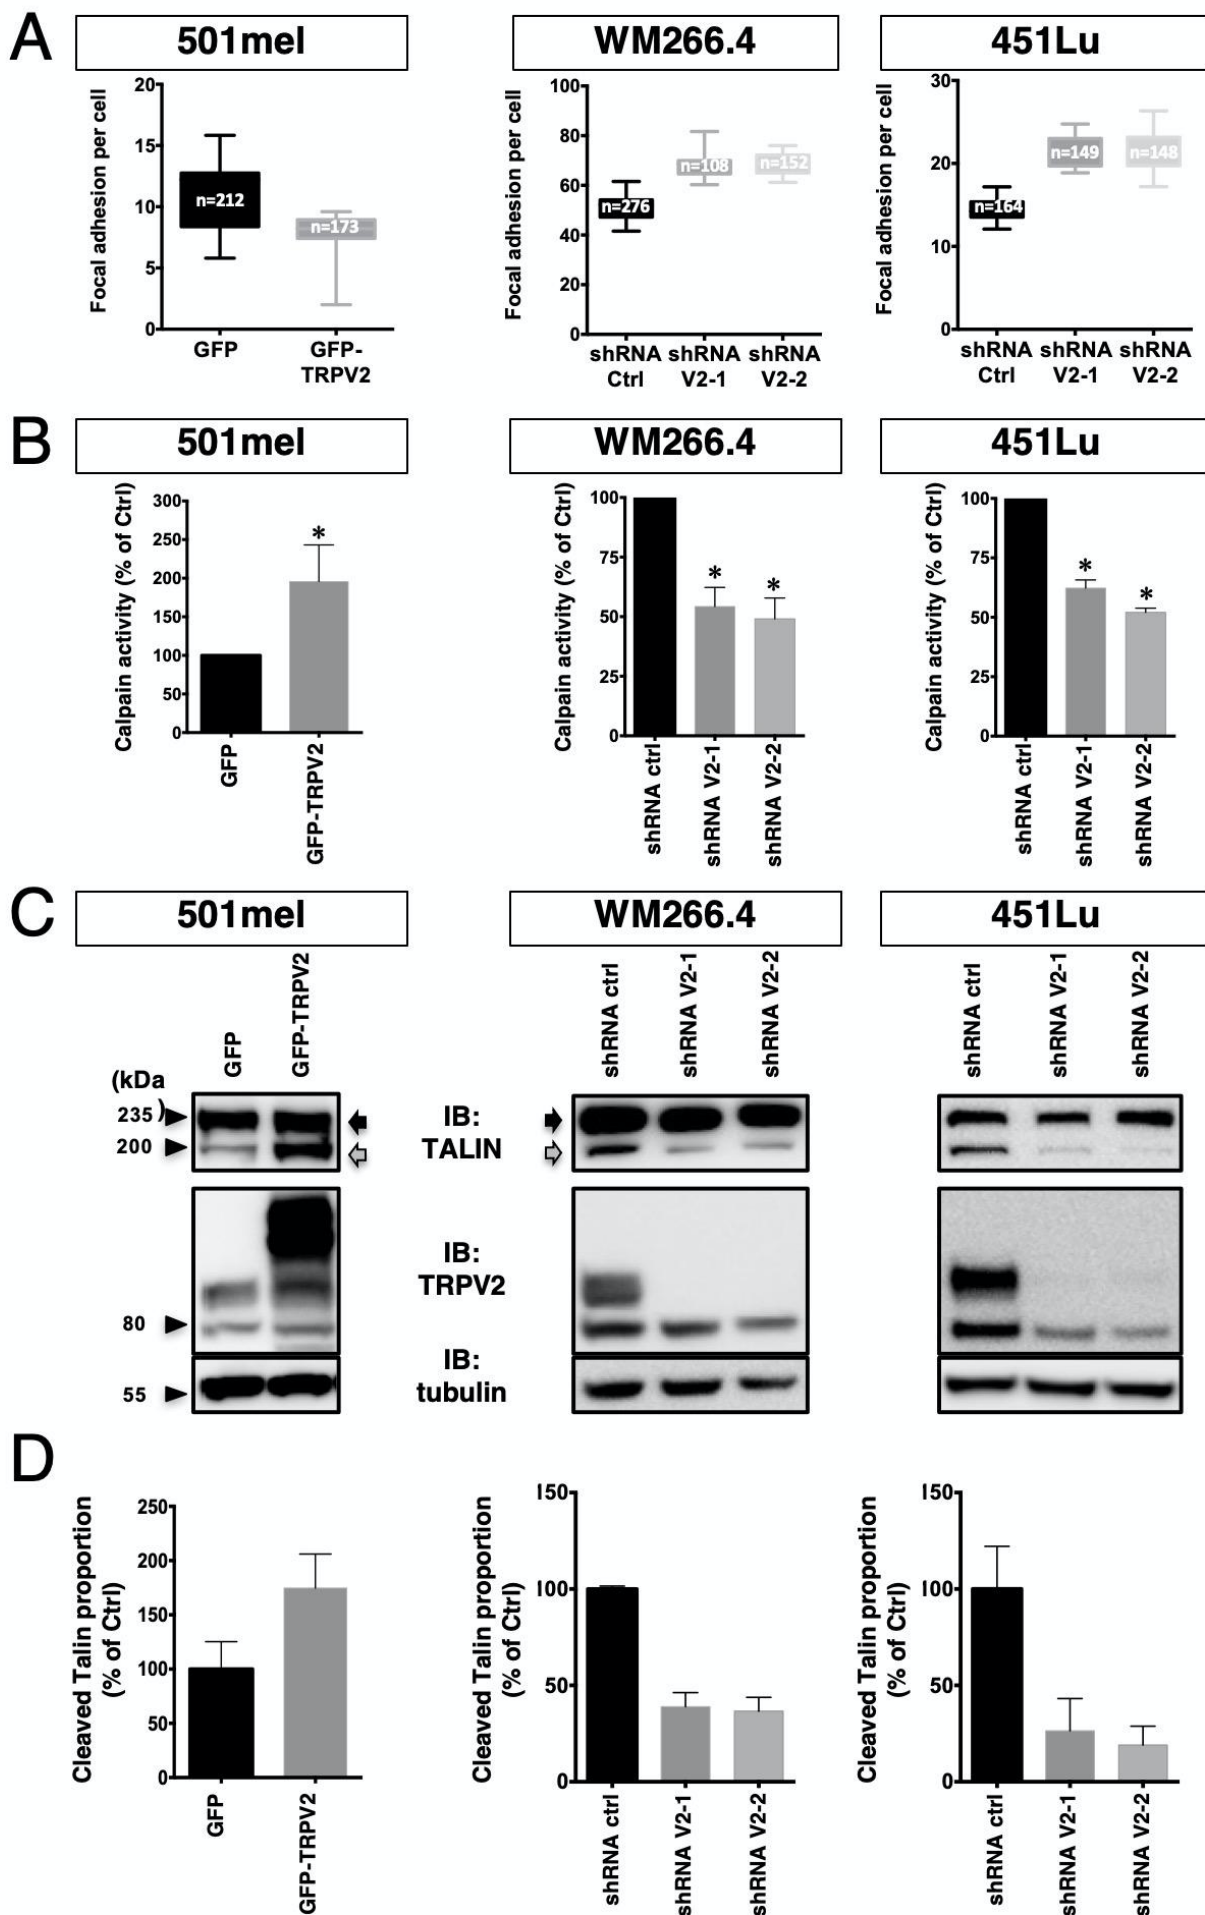 A
501mel
WM266.4
451Lu
Focal adhesion per cell
20
15
10
5
0
n=212
n=173
GFP
GFP-
TRPV2
Focal adhesion per cell
100
80
60
40
20
0
n=276
n=108
n=152
shRNA
Ctrl
shRNA
V2-1
shRNA
V2-2
Focal adhesion per cell
30
20
10
0
n=164
n=149
n=148
shRNA
Ctrl
shRNA
V2-1
shRNA
V2-2
B
501mel
WM266.4
451Lu
Calpain activity (% of Ctrl)
300
250
200
150
100
50
0
*
GFP
GFP-TRPV2
Calpain activity (% of Ctrl)
100
75
50
25
0
*
*
shRNA ctrl
shRNA V2-1
shRNA V2-2
Calpain activity (% of Ctrl)
100
75
50
25
0
*
*
shRNA ctrl
shRNA V2-1
shRNA V2-2
C
501mel
WM266.4
451Lu
GFP
GFP-TRPV2
shRNA ctrl
shRNA V2-1
shRNA V2-2
shRNA ctrl
shRNA V2-1
shRNA V2-2
(kDa
)
235
200
80
55
IB:
TALIN
IB:
TRPV2
IB:
tubulin
D
Cleaved Talin proportion
(% of Ctrl)
250
200
150
100
50
0
GFP
GFP-TRPV2
Cleaved Talin proportion
(% of Ctrl)
150
100
50
0
shRNA ctrl
shRNA V2-1
shRNA V2-2
Cleaved Talin proportion
(% of Ctrl)
150
100
50
0
shRNA ctrl
shRNA V2-1
shRNA V2-2